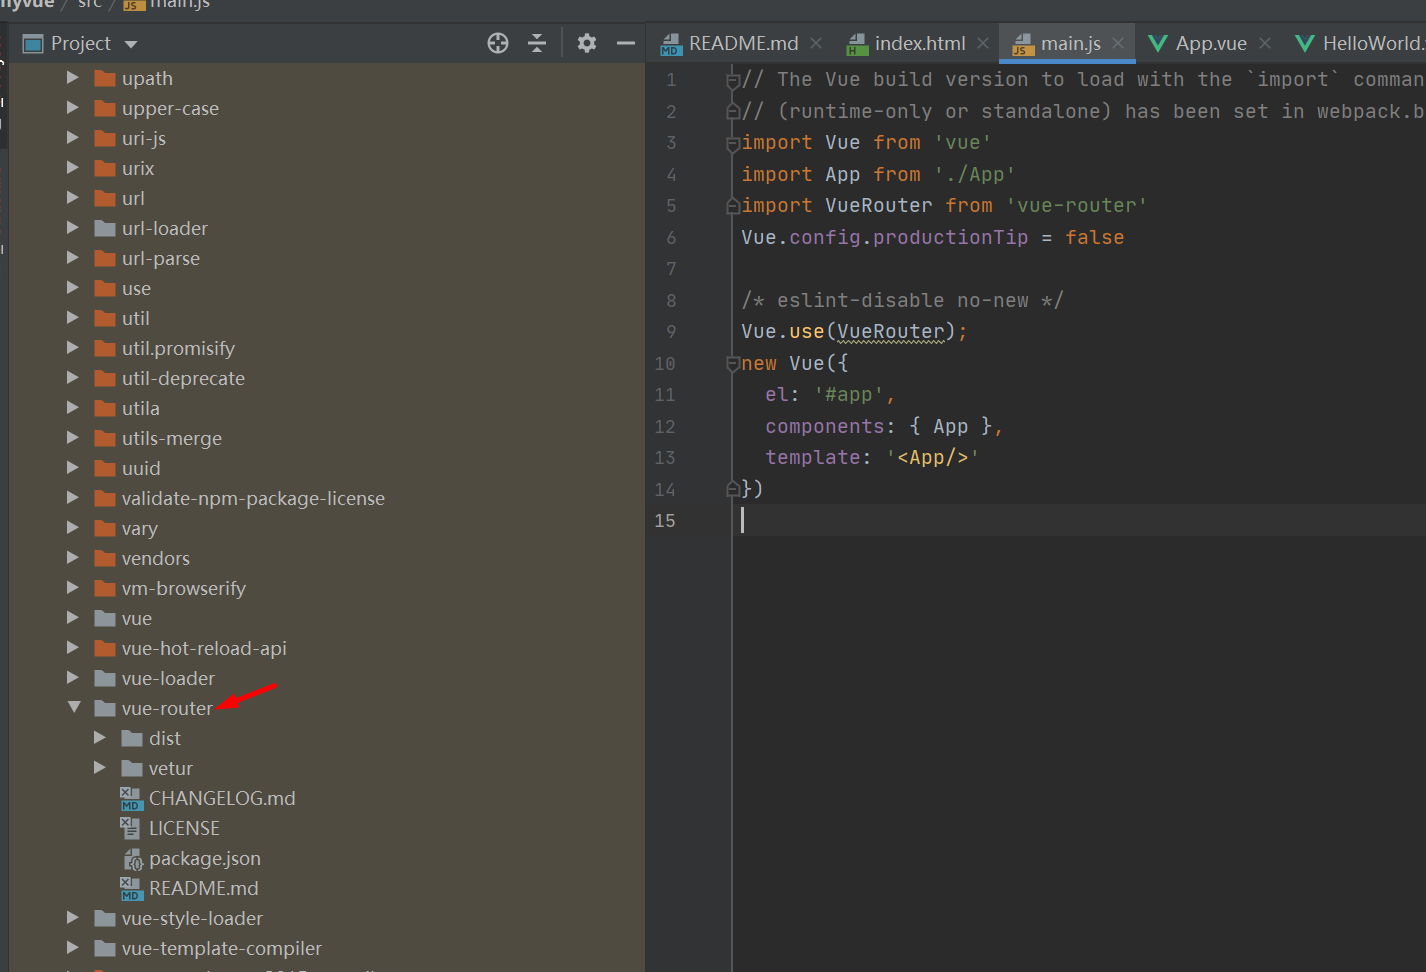 myvue / src / main.js
Project
README.md
index.html
main.js
App.vue
HelloWorld.
upath
upper-case
uri-js
urix
url
url-loader
url-parse
use
util
util.promisify
util-deprecate
utila
utils-merge
uuid
validate-npm-package-license
vary
vendors
vm-browserify
vue
vue-hot-reload-api
vue-loader
vue-router
dist
vetur
CHANGELOG.md
LICENSE
package.json
README.md
vue-style-loader
vue-template-compiler
1 // The Vue build version to load with the `import` comman
2 // (runtime-only or standalone) has been set in webpack.b
3 import Vue from 'vue'
4 import App from './App'
5 import VueRouter from 'vue-router'
6 Vue.config.productionTip = false
7
8 /* eslint-disable no-new */
9 Vue.use(VueRouter);
10 new Vue({
11 el: '#app',
12 components: { App },
13 template: '<App/>'
14 })
15